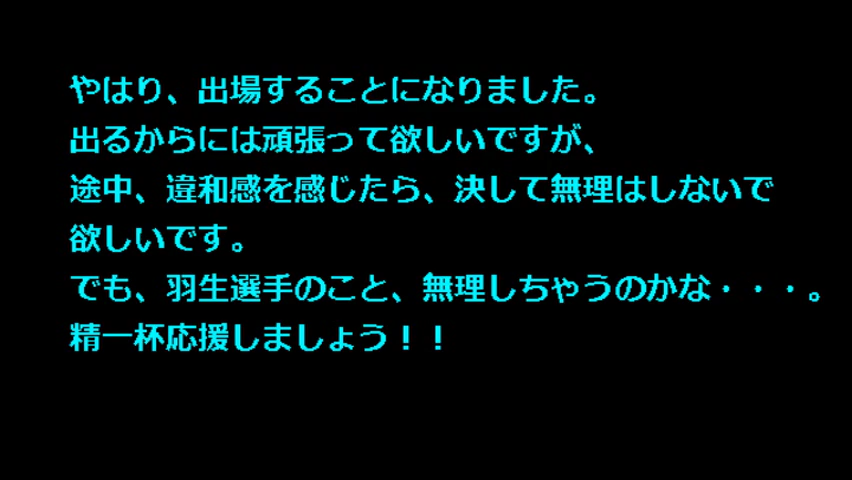 やはり、出場することになりました。
出るからには頑張って欲しいですが、
途中、違和感を感じたら、決して無理はしないで
欲しいです。
でも、羽生選手のこと、無理しちゃうのかな・・・。
精一杯応援しましょう！！